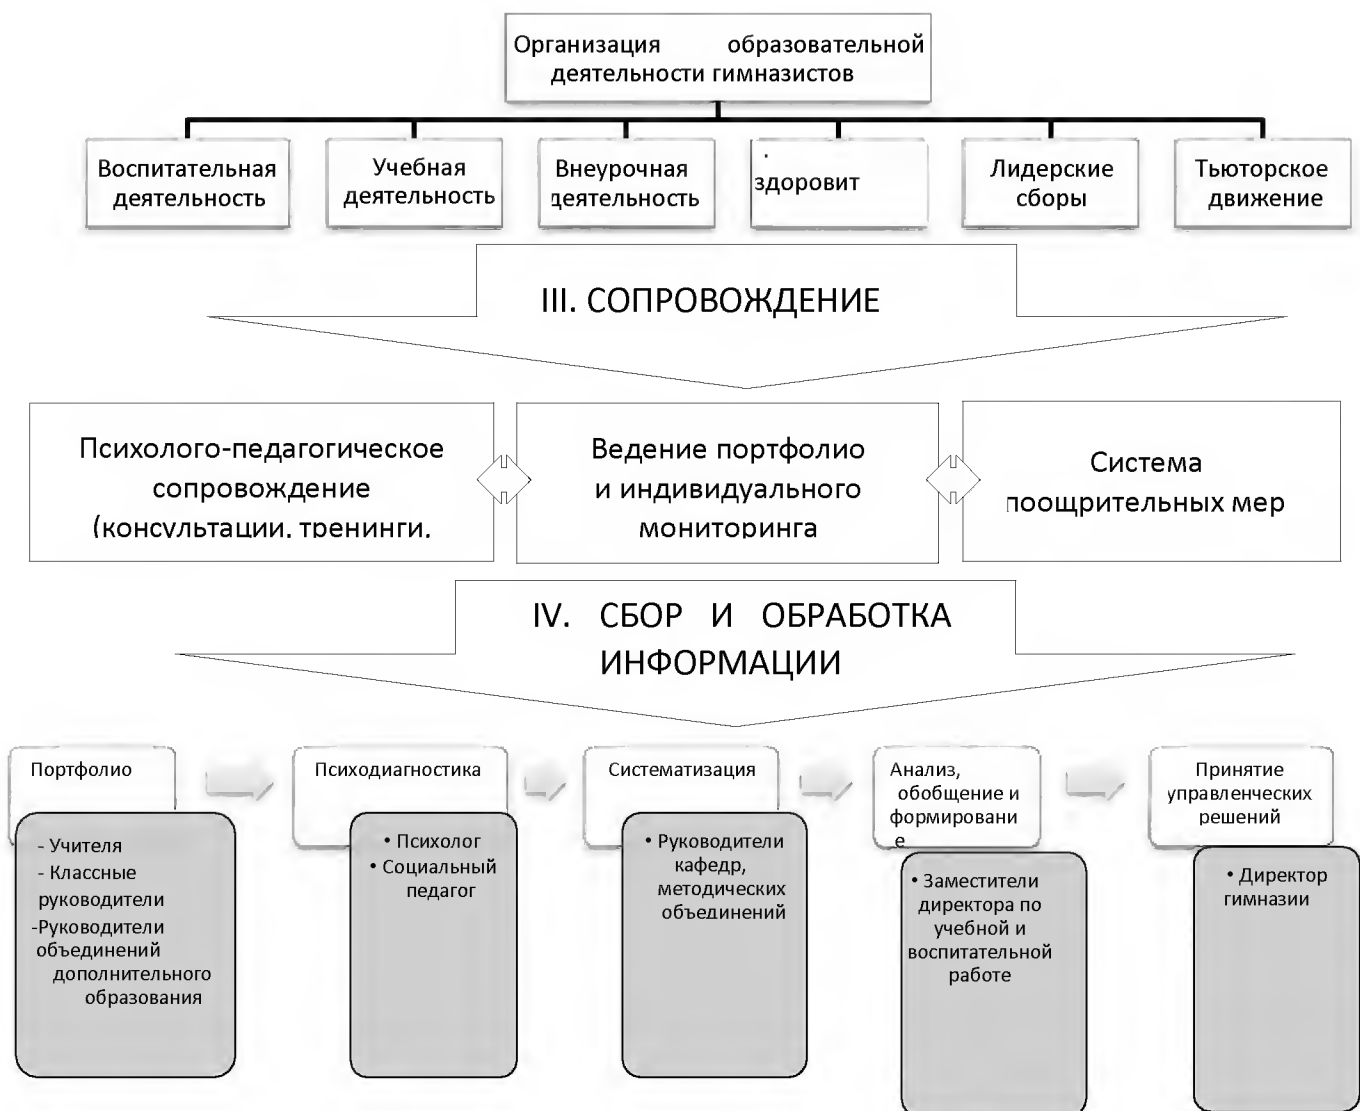 Организация образовательной
деятельности гимназистов
Воспитательная
деятельность
Учебная
деятельность
Внеурочная
деятельность
здоровит
Лидерские
сборы
Тьюторское
движение
III. СОПРОВОЖДЕНИЕ
Психолого-педагогическое
сопровождение
(консультации, тренинги,
Ведение портфолио
и индивидуального
мониторинга
Система
поощрительных мер
IV. СБОР И ОБРАБОТКА
ИНФОРМАЦИИ
Портфолио
- Учителя
- Классные
руководители
-Руководители
объединений
дополнительного
образования
Психодиагностика
• Психолог
• Социальный
педагог
Систематизация
• Руководители
кафедр,
методических
объединений
Анализ,
обобщение и
формировани
е
• Заместители
директора по
учебной и
воспитательной
работе
Принятие
управленческих
решений
• Директор
гимназии